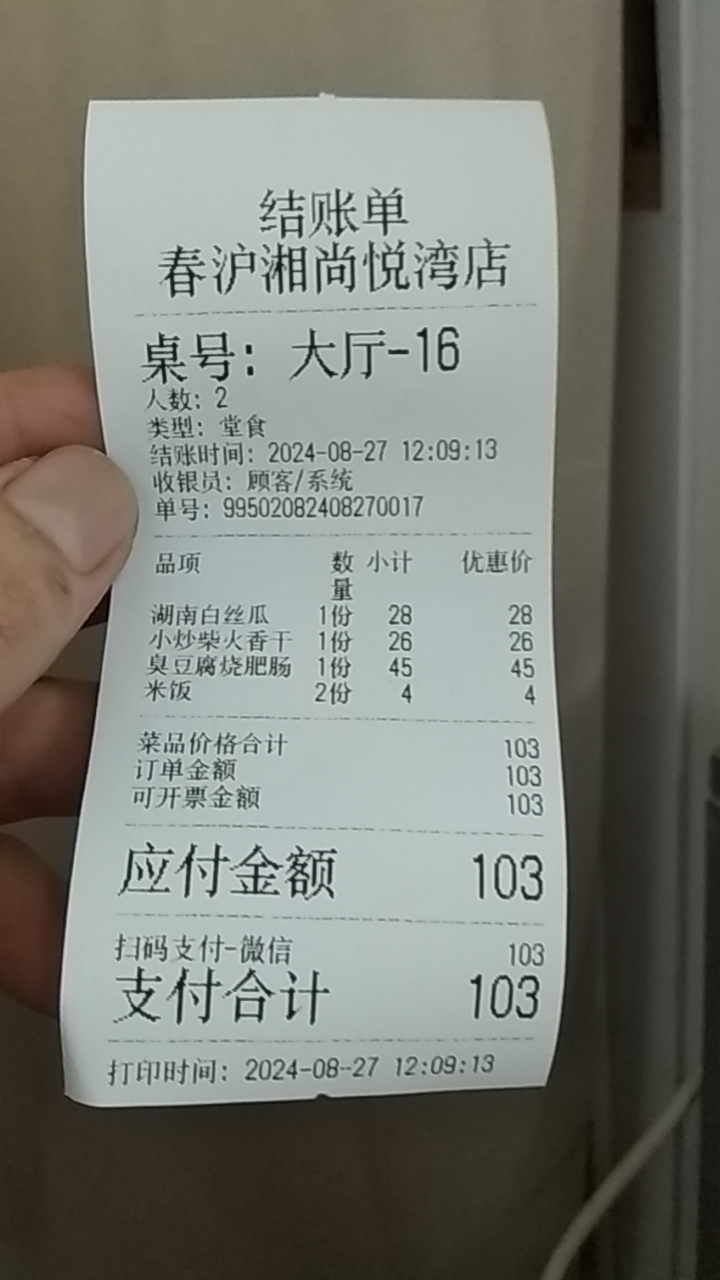 结账单
春沪湘尚悦湾店
桌号：大厅-16
人数：2
类型：堂食
结账时间：2024-08-27 12:09:13
收银员：顾客/系统
单号：99502082408270017
品项 数量 小计 优惠价
湖南白丝瓜 1份 28 28
小炒柴火香干 1份 26 26
臭豆腐烧肥肠 1份 45 45
米饭 2份 4 4
菜品价格合计 103
订单金额 103
可开票金额 103
应付金额 103
扫码支付-微信 103
支付合计 103
打印时间：2024-08-27 12:09:13